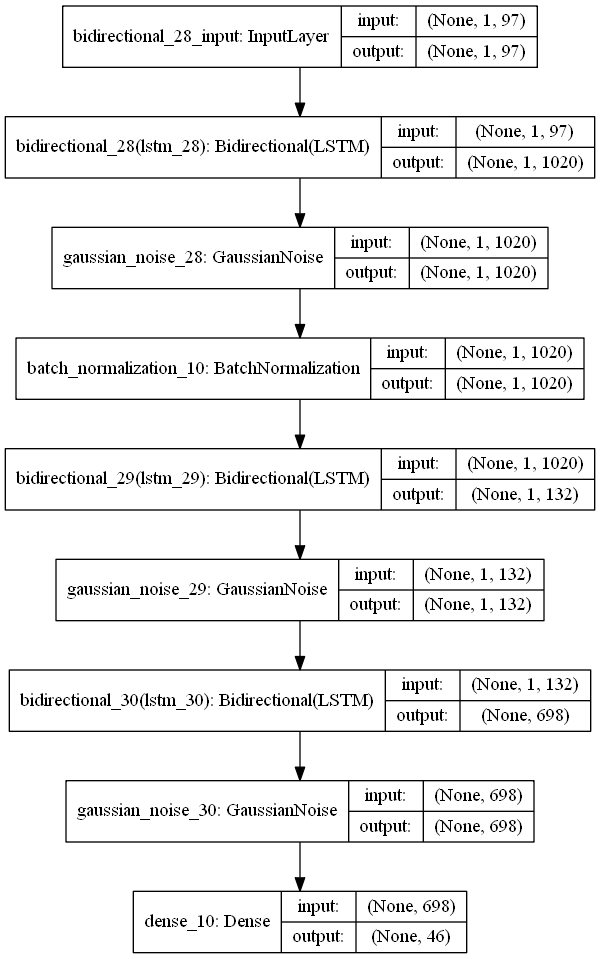 bidirectional_28_input: InputLayer
input: (None, 1, 97)
output: (None, 1, 97)
bidirectional_28(lstm_28): Bidirectional(LSTM)
input: (None, 1, 97)
output: (None, 1, 1020)
gaussian_noise_28: GaussianNoise
input: (None, 1, 1020)
output: (None, 1, 1020)
batch_normalization_10: BatchNormalization
input: (None, 1, 1020)
output: (None, 1, 1020)
bidirectional_29(lstm_29): Bidirectional(LSTM)
input: (None, 1, 1020)
output: (None, 1, 132)
gaussian_noise_29: GaussianNoise
input: (None, 1, 132)
output: (None, 1, 132)
bidirectional_30(lstm_30): Bidirectional(LSTM)
input: (None, 1, 132)
output: (None, 698)
gaussian_noise_30: GaussianNoise
input: (None, 698)
output: (None, 698)
dense_10: Dense
input: (None, 698)
output: (None, 46)